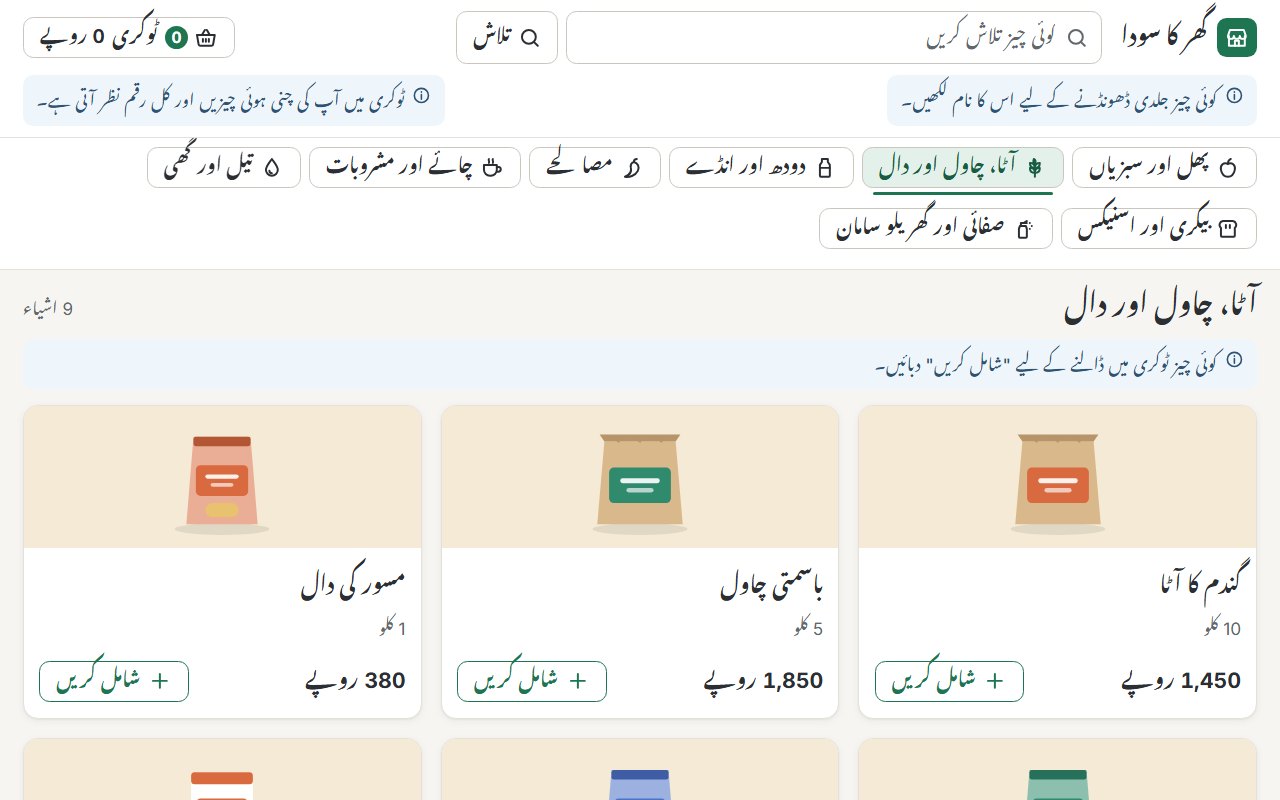 گھر کا سودا
کوئی چیز تلاش کریں
تلاش
ٹوکری 0 0 روپے
کوئی چیز جلدی ڈھونڈنے کے لیے اس کا نام لکھیں۔
ٹوکری میں آپ کی چنی ہوئی چیزیں اور کل رقم نظر آتی ہے۔
پھل اور سبزیاں
آٹا، چاول اور دال
دودھ اور انڈے
مصالحے
چائے اور مشروبات
تیل اور گھی
بیکری اور اسنیکس
صفائی اور گھریلو سامان
آٹا، چاول اور دال
9 اشیاء
کوئی چیز ٹوکری میں ڈالنے کے لیے "شامل کریں" دبائیں۔
گندم کا آٹا
10 کلو
1,450 روپے
شامل کریں
باسمتی چاول
5 کلو
1,850 روپے
شامل کریں
مسور کی دال
1 کلو
380 روپے
شامل کریں